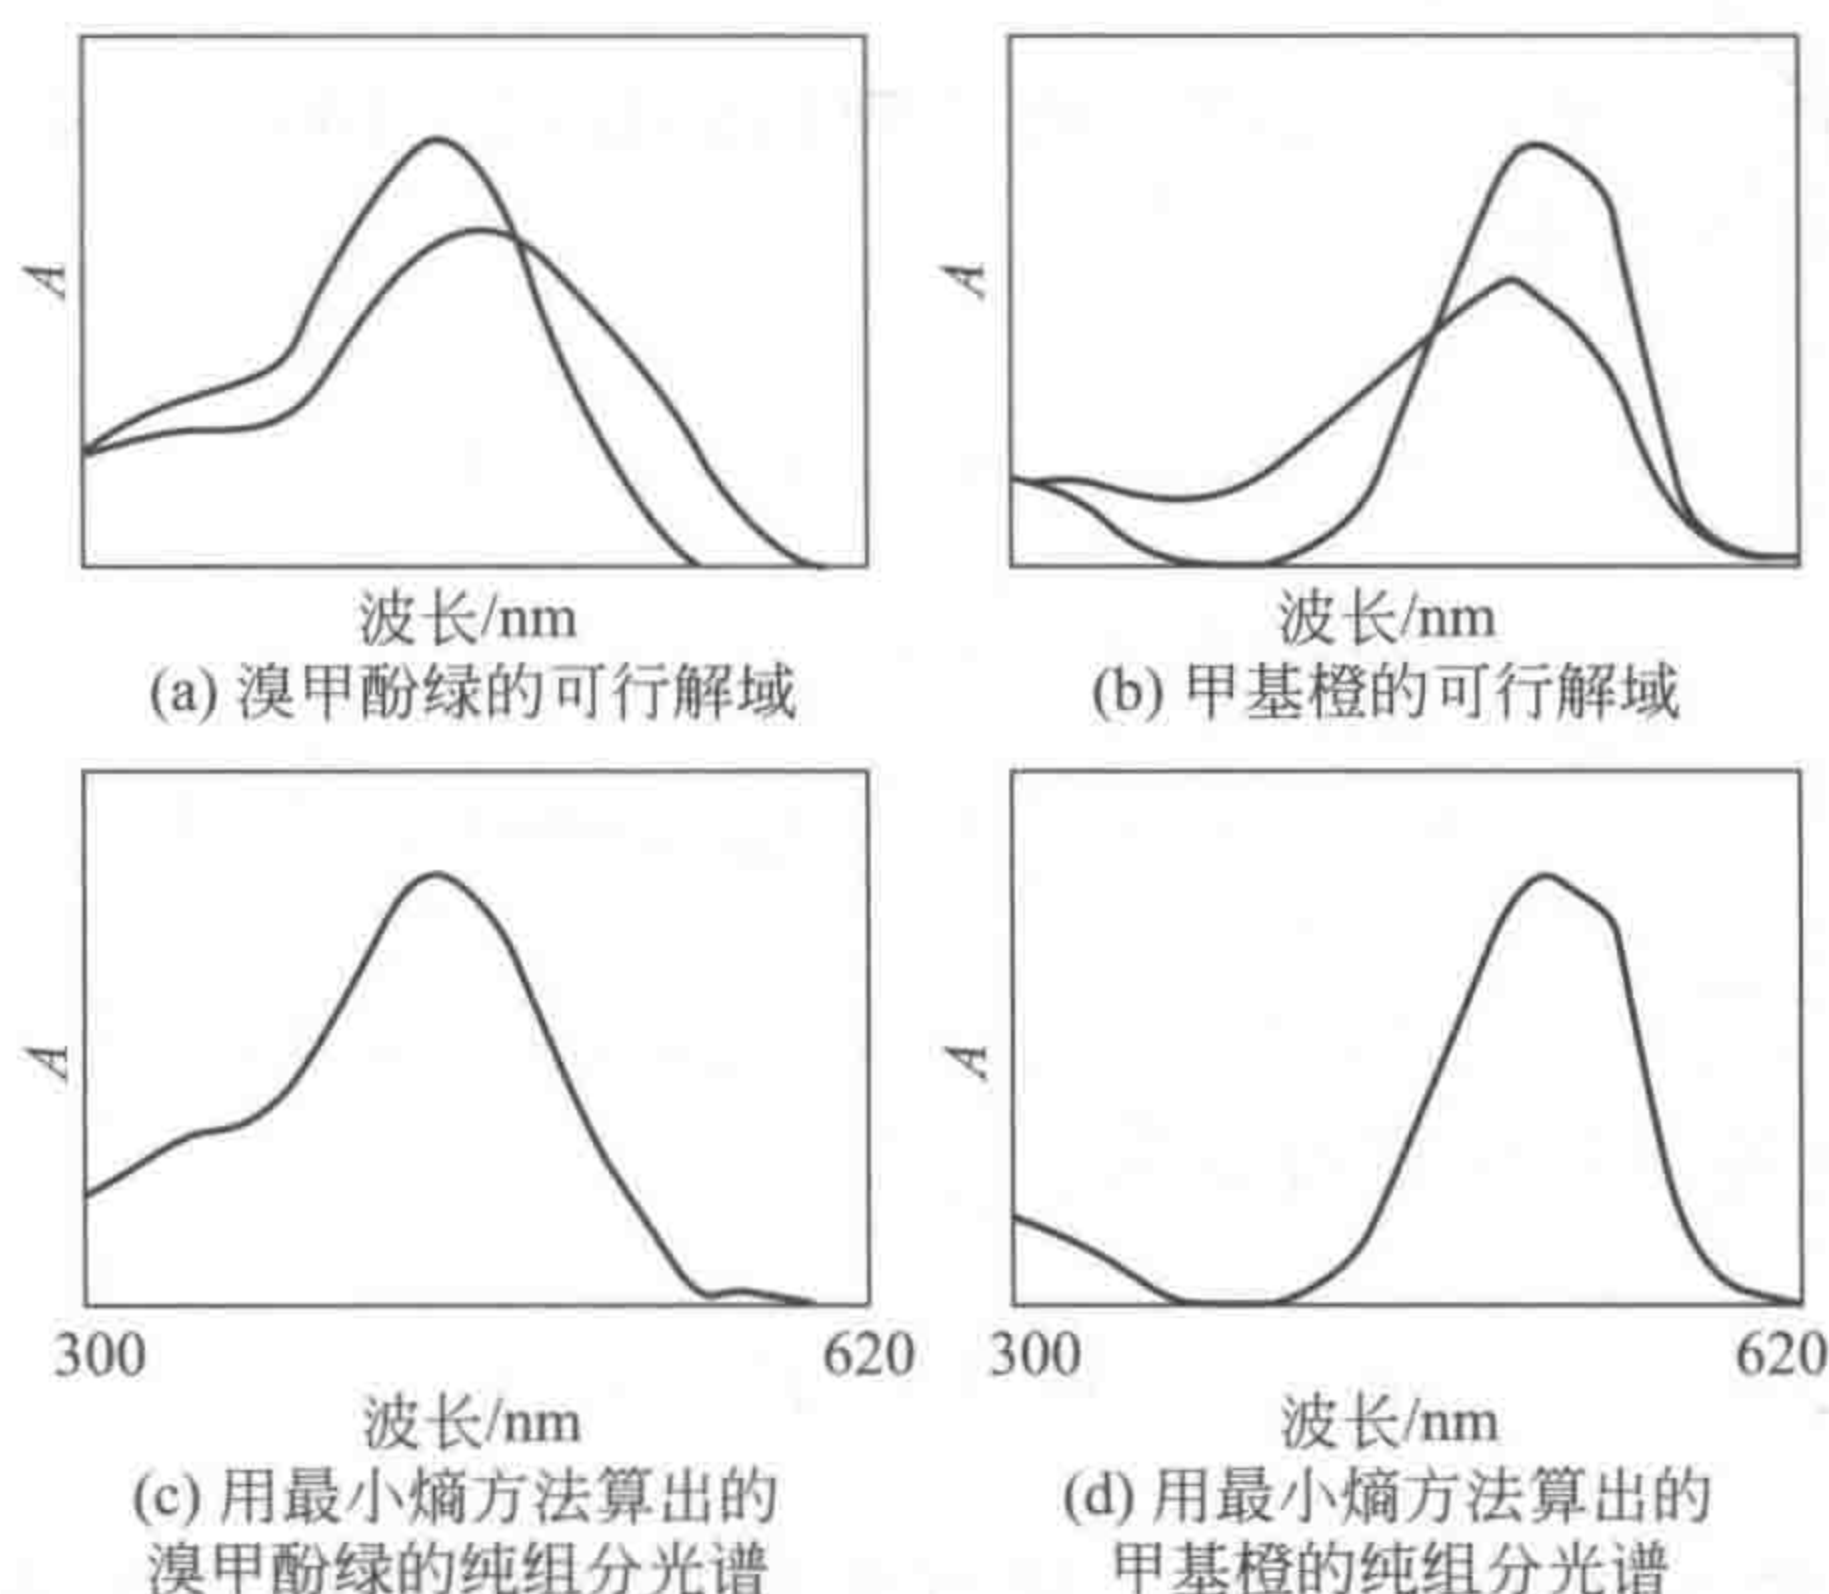 A
A
波长/nm
波长/nm
(a) 溴甲酚绿的可行解域
(b) 甲基橙的可行解域
A
A
300
620
300
620
波长/nm
波长/nm
(c) 用最小熵方法算出的
溴甲酚绿的纯组分光谱
(d) 用最小熵方法算出的
甲基橙的纯组分光谱